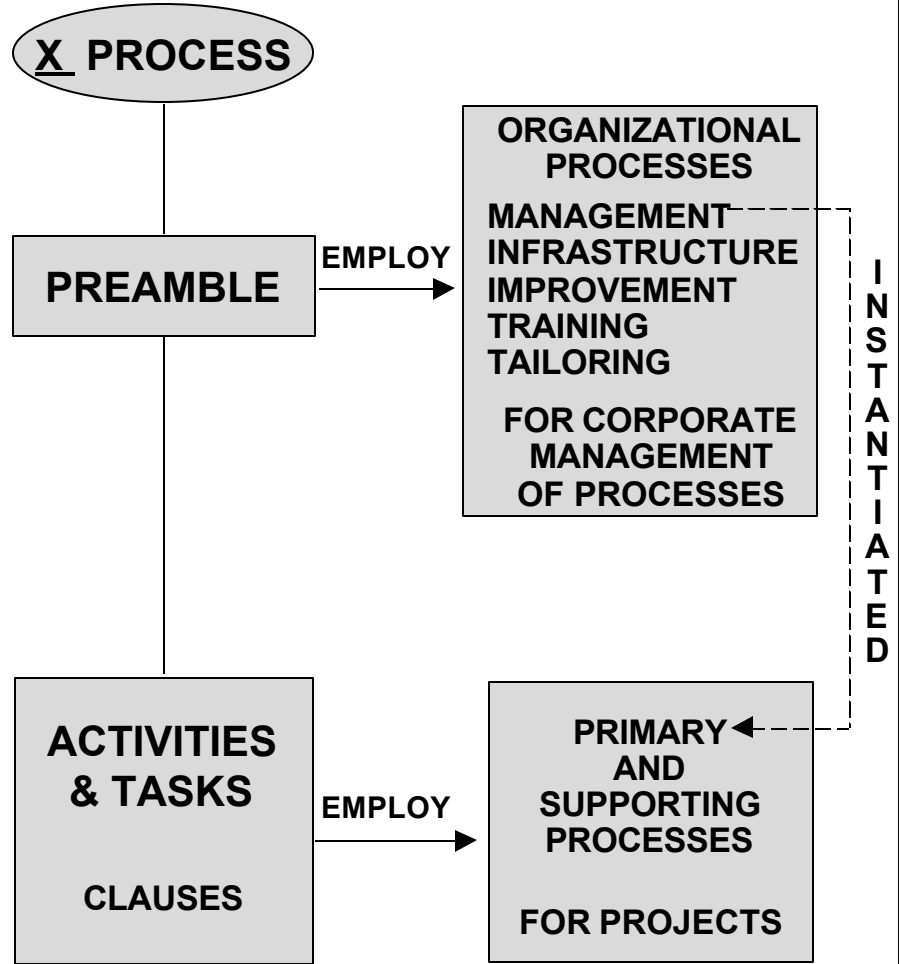 X PROCESS
PREAMBLE
EMPLOY
ORGANIZATIONAL
PROCESSES
MANAGEMENT
INFRASTRUCTURE
IMPROVEMENT
TRAINING
TAILORING
FOR CORPORATE
MANAGEMENT
OF PROCESSES
INSTANTIATED
ACTIVITIES
& TASKS
CLAUSES
EMPLOY
PRIMARY
AND
SUPPORTING
PROCESSES
FOR PROJECTS